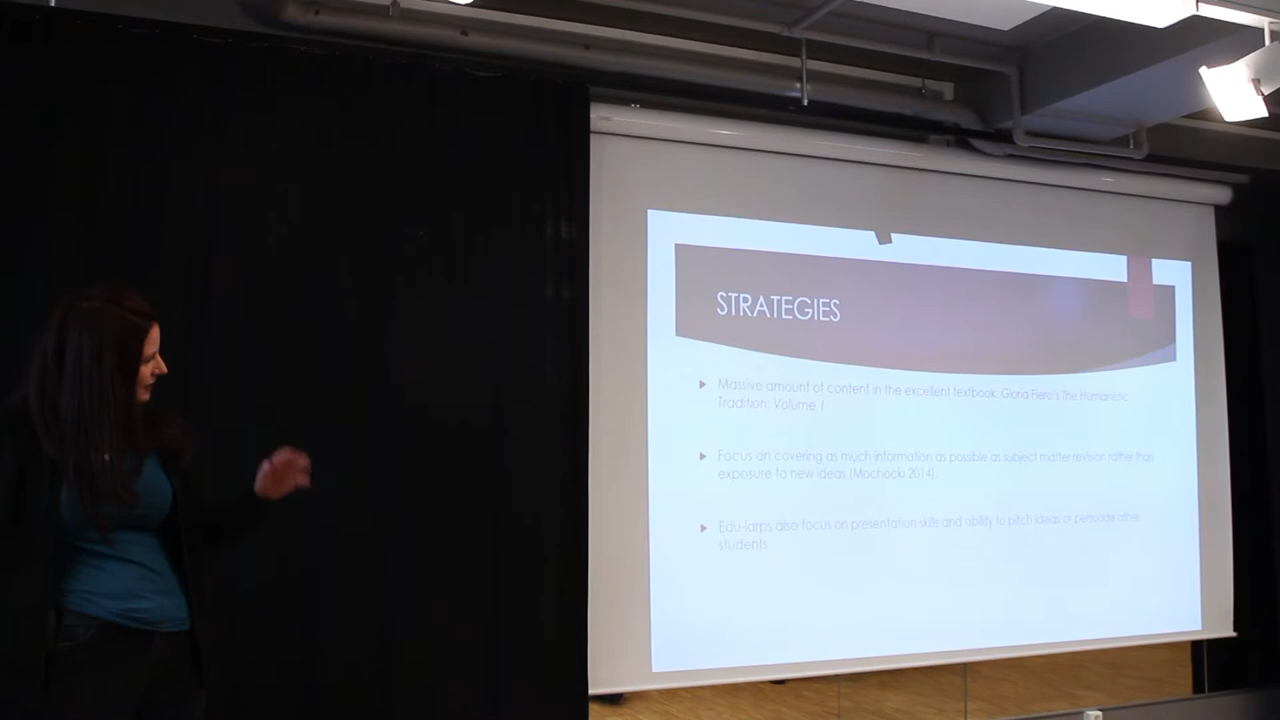 STRATEGIES
Massive amount of content in the excellent textbook: Gloria Fiero's The Humanistic
Tradition: Volume 1
Focus on covering as much information as possible as subject matter revision rather than
exposure to new ideas (Mochocki 2014).
Edu-larps also focus on presentation skills and ability to pitch ideas or persuade other
students